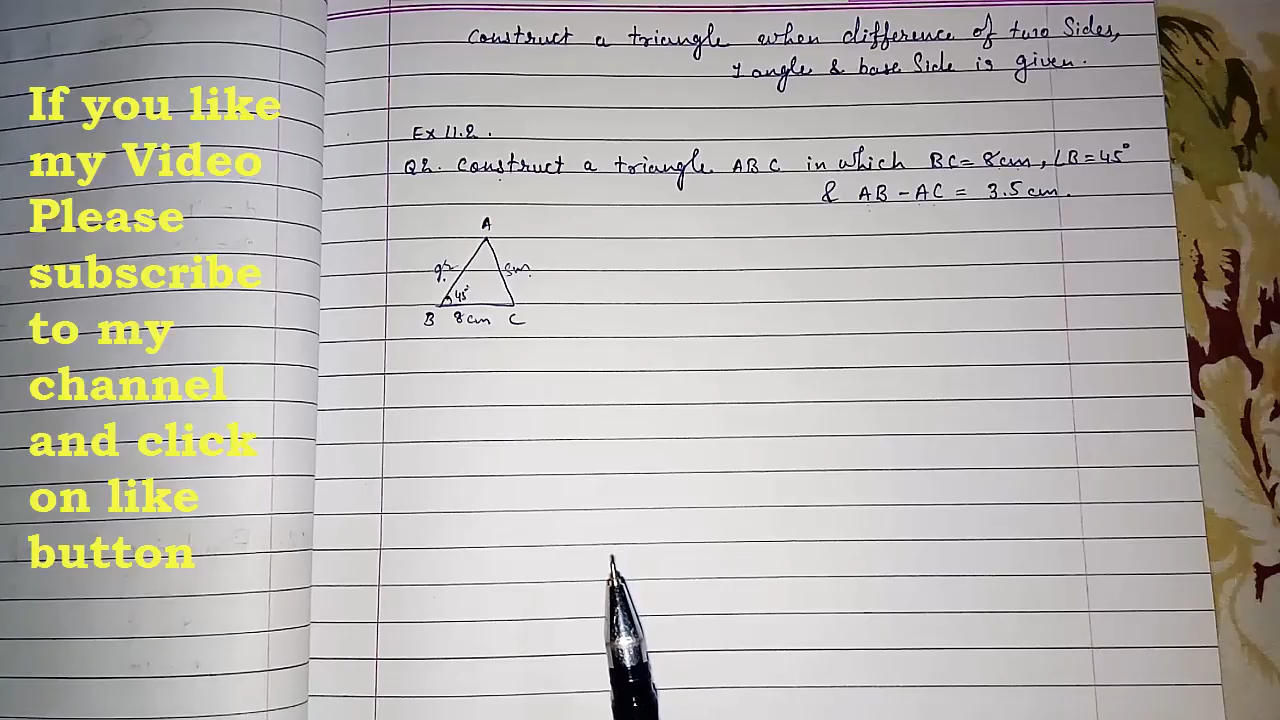 If you like
my Video
Please
subscribe
to my
channel
and click
on like
button
Construct a triangle when difference of two Sides,
1 angle & base Side is given.
Ex 11.2.
Q2. Construct a triangle ABC in which BC = 8cm, ∠B = 45°
& AB - AC = 3.5 cm.
A
45°
B 8cm C